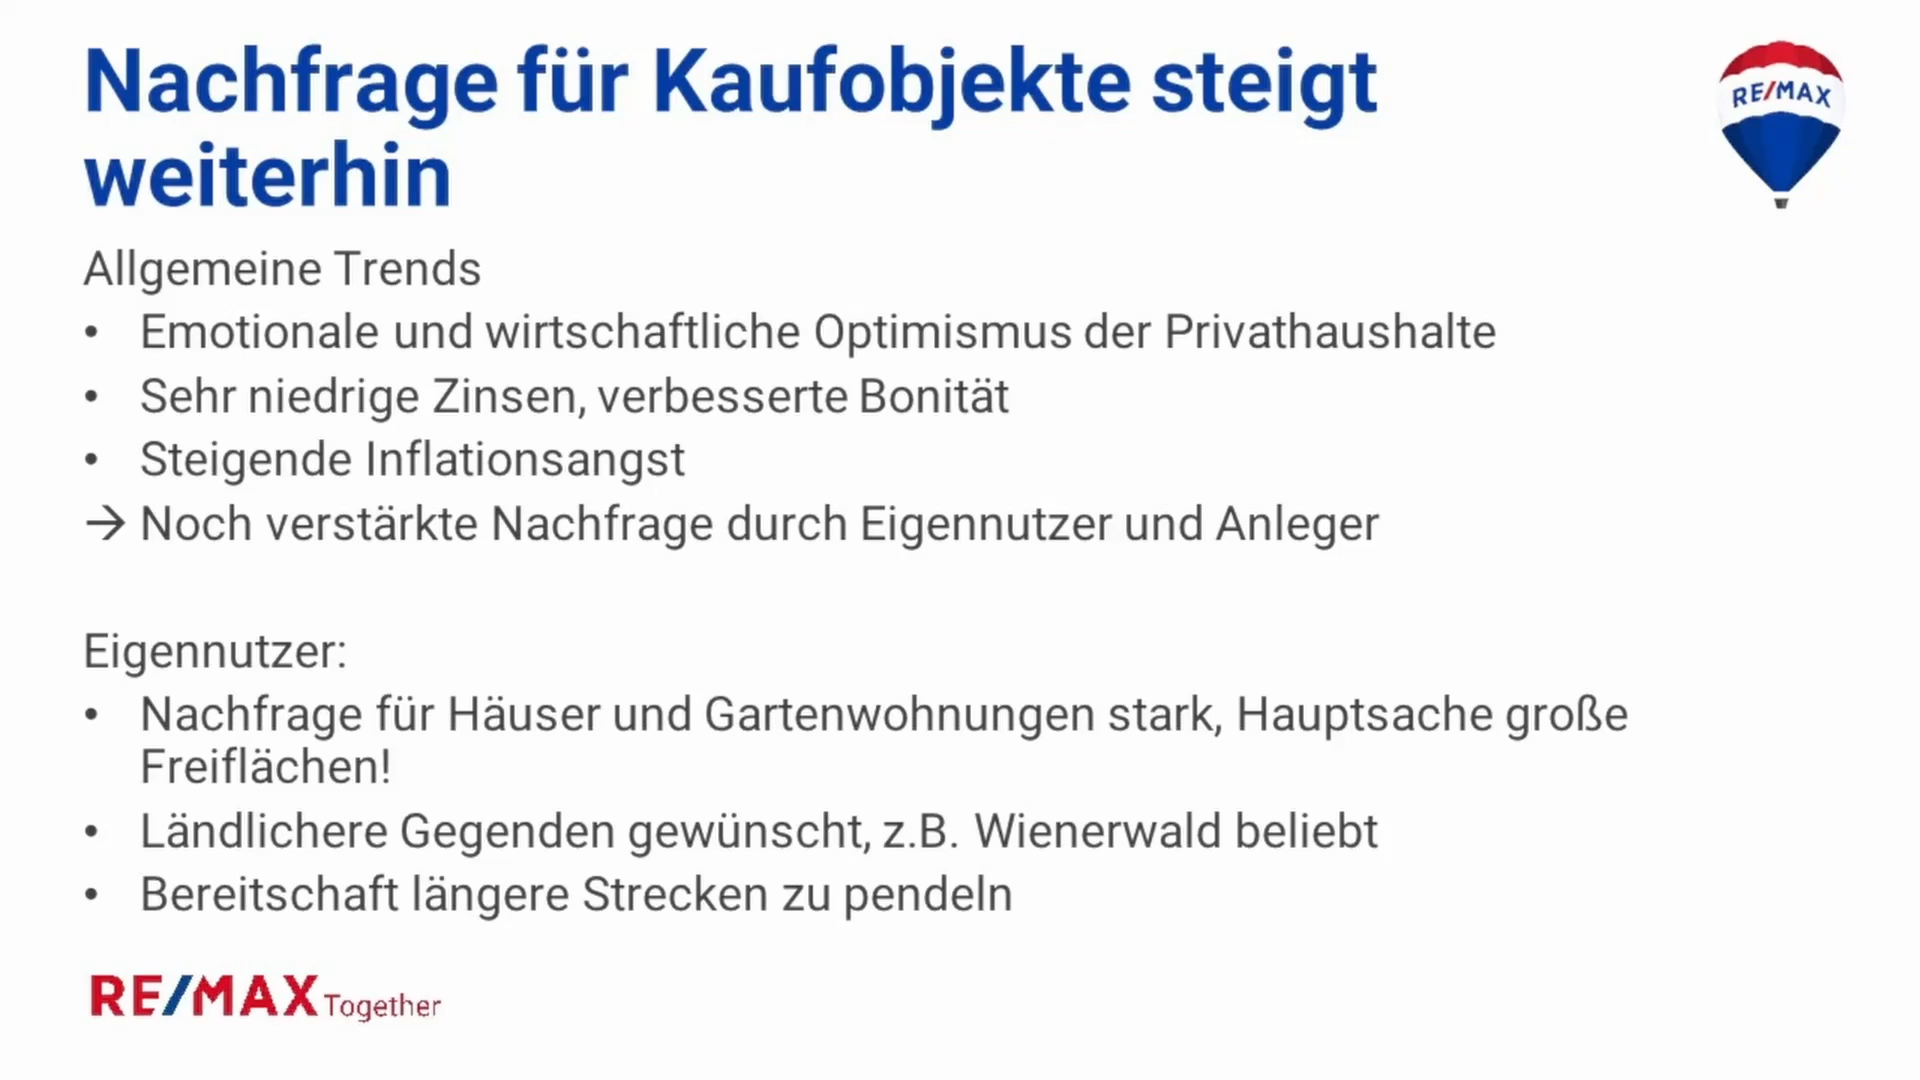 Nachfrage für Kaufobjekte steigt
weiterhin
RE/MAX
Allgemeine Trends
• Emotionale und wirtschaftliche Optimismus der Privathaushalte
• Sehr niedrige Zinsen, verbesserte Bonität
• Steigende Inflationsangst
→ Noch verstärkte Nachfrage durch Eigennutzer und Anleger
Eigennutzer:
• Nachfrage für Häuser und Gartenwohnungen stark, Hauptsache große
Freiflächen!
• Ländlichere Gegenden gewünscht, z.B. Wienerwald beliebt
• Bereitschaft längere Strecken zu pendeln
RE/MAX Together